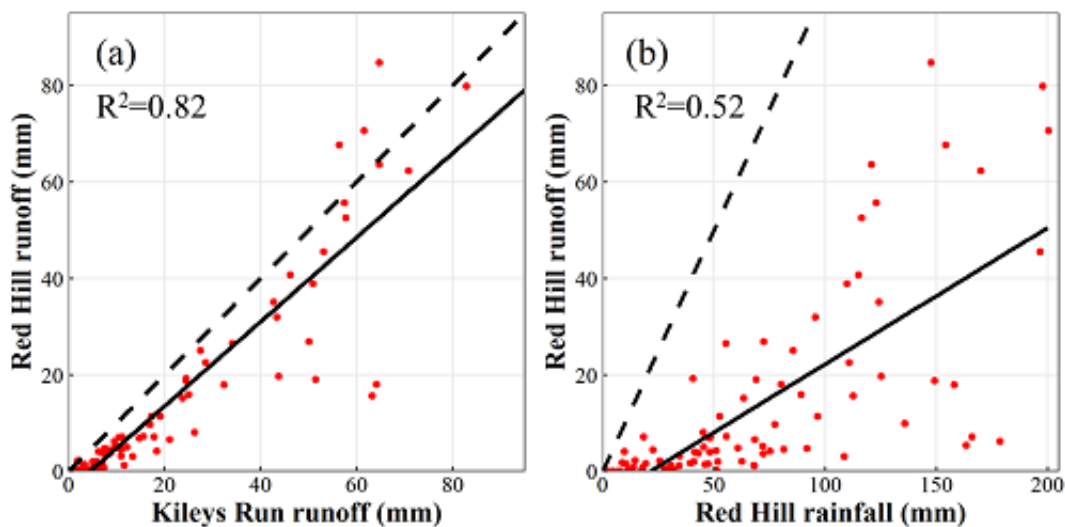 (a)
R²=0.82
Red Hill runoff (mm)
80
60
40
20
0
0 20 40 60 80
Kileys Run runoff (mm)
(b)
R²=0.52
Red Hill runoff (mm)
80
60
40
20
0
0 50 100 150 200
Red Hill rainfall (mm)